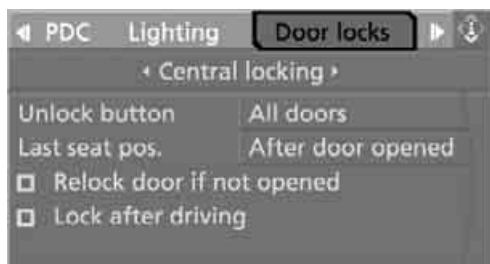 PDC Lighting Door locks
Central locking
Unlock button All doors
Last seat pos. After door opened
Relock door if not opened
Lock after driving